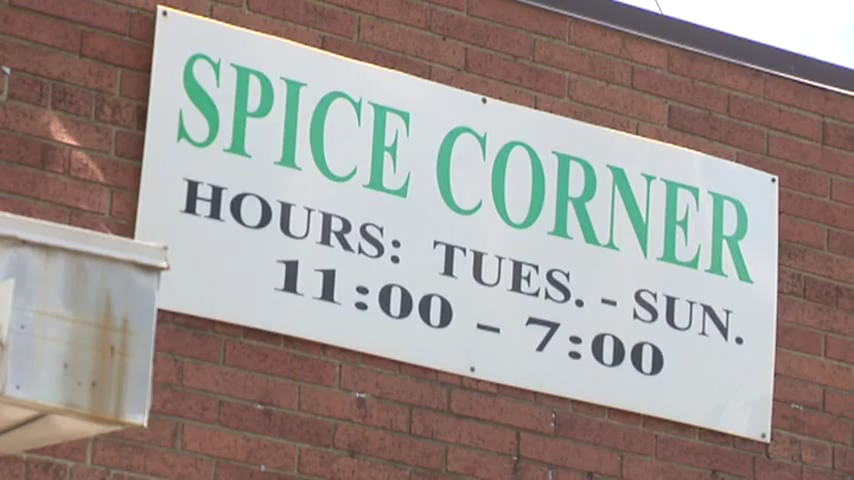 SPICE CORNER
HOURS: TUES. - SUN.
11:00 - 7:00